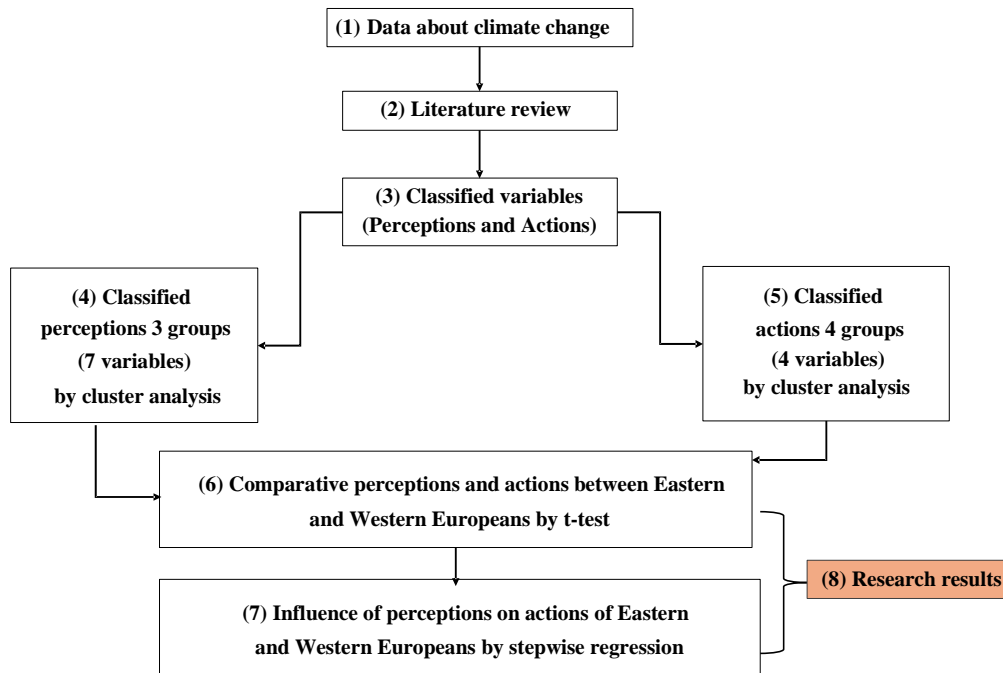 (1) Data about climate change
(2) Literature review
(3) Classified variables
(Perceptions and Actions)
(4) Classified
perceptions 3 groups
(7 variables)
by cluster analysis
(5) Classified
actions 4 groups
(4 variables)
by cluster analysis
(6) Comparative perceptions and actions between Eastern
and Western Europeans by t-test
(8) Research results
(7) Influence of perceptions on actions of Eastern
and Western Europeans by stepwise regression